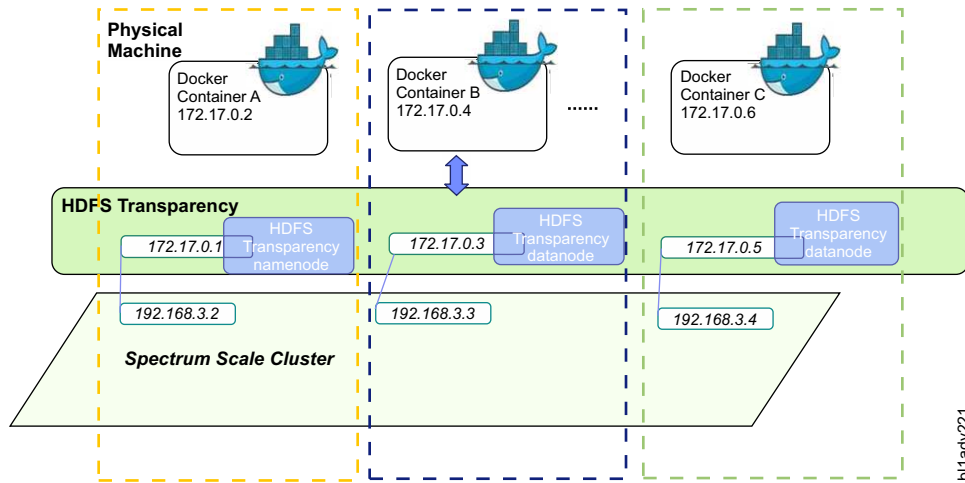 Physical
Machine
Docker
Container A
172.17.0.2
Docker
Container B
172.17.0.4
......
Docker
Container C
172.17.0.6
HDFS Transparency
172.17.0.1
HDFS
Transparency
namenode
172.17.0.3
HDFS
Transparency
datanode
172.17.0.5
HDFS
Transparency
datanode
192.168.3.2
192.168.3.3
192.168.3.4
Spectrum Scale Cluster
bl1adv221